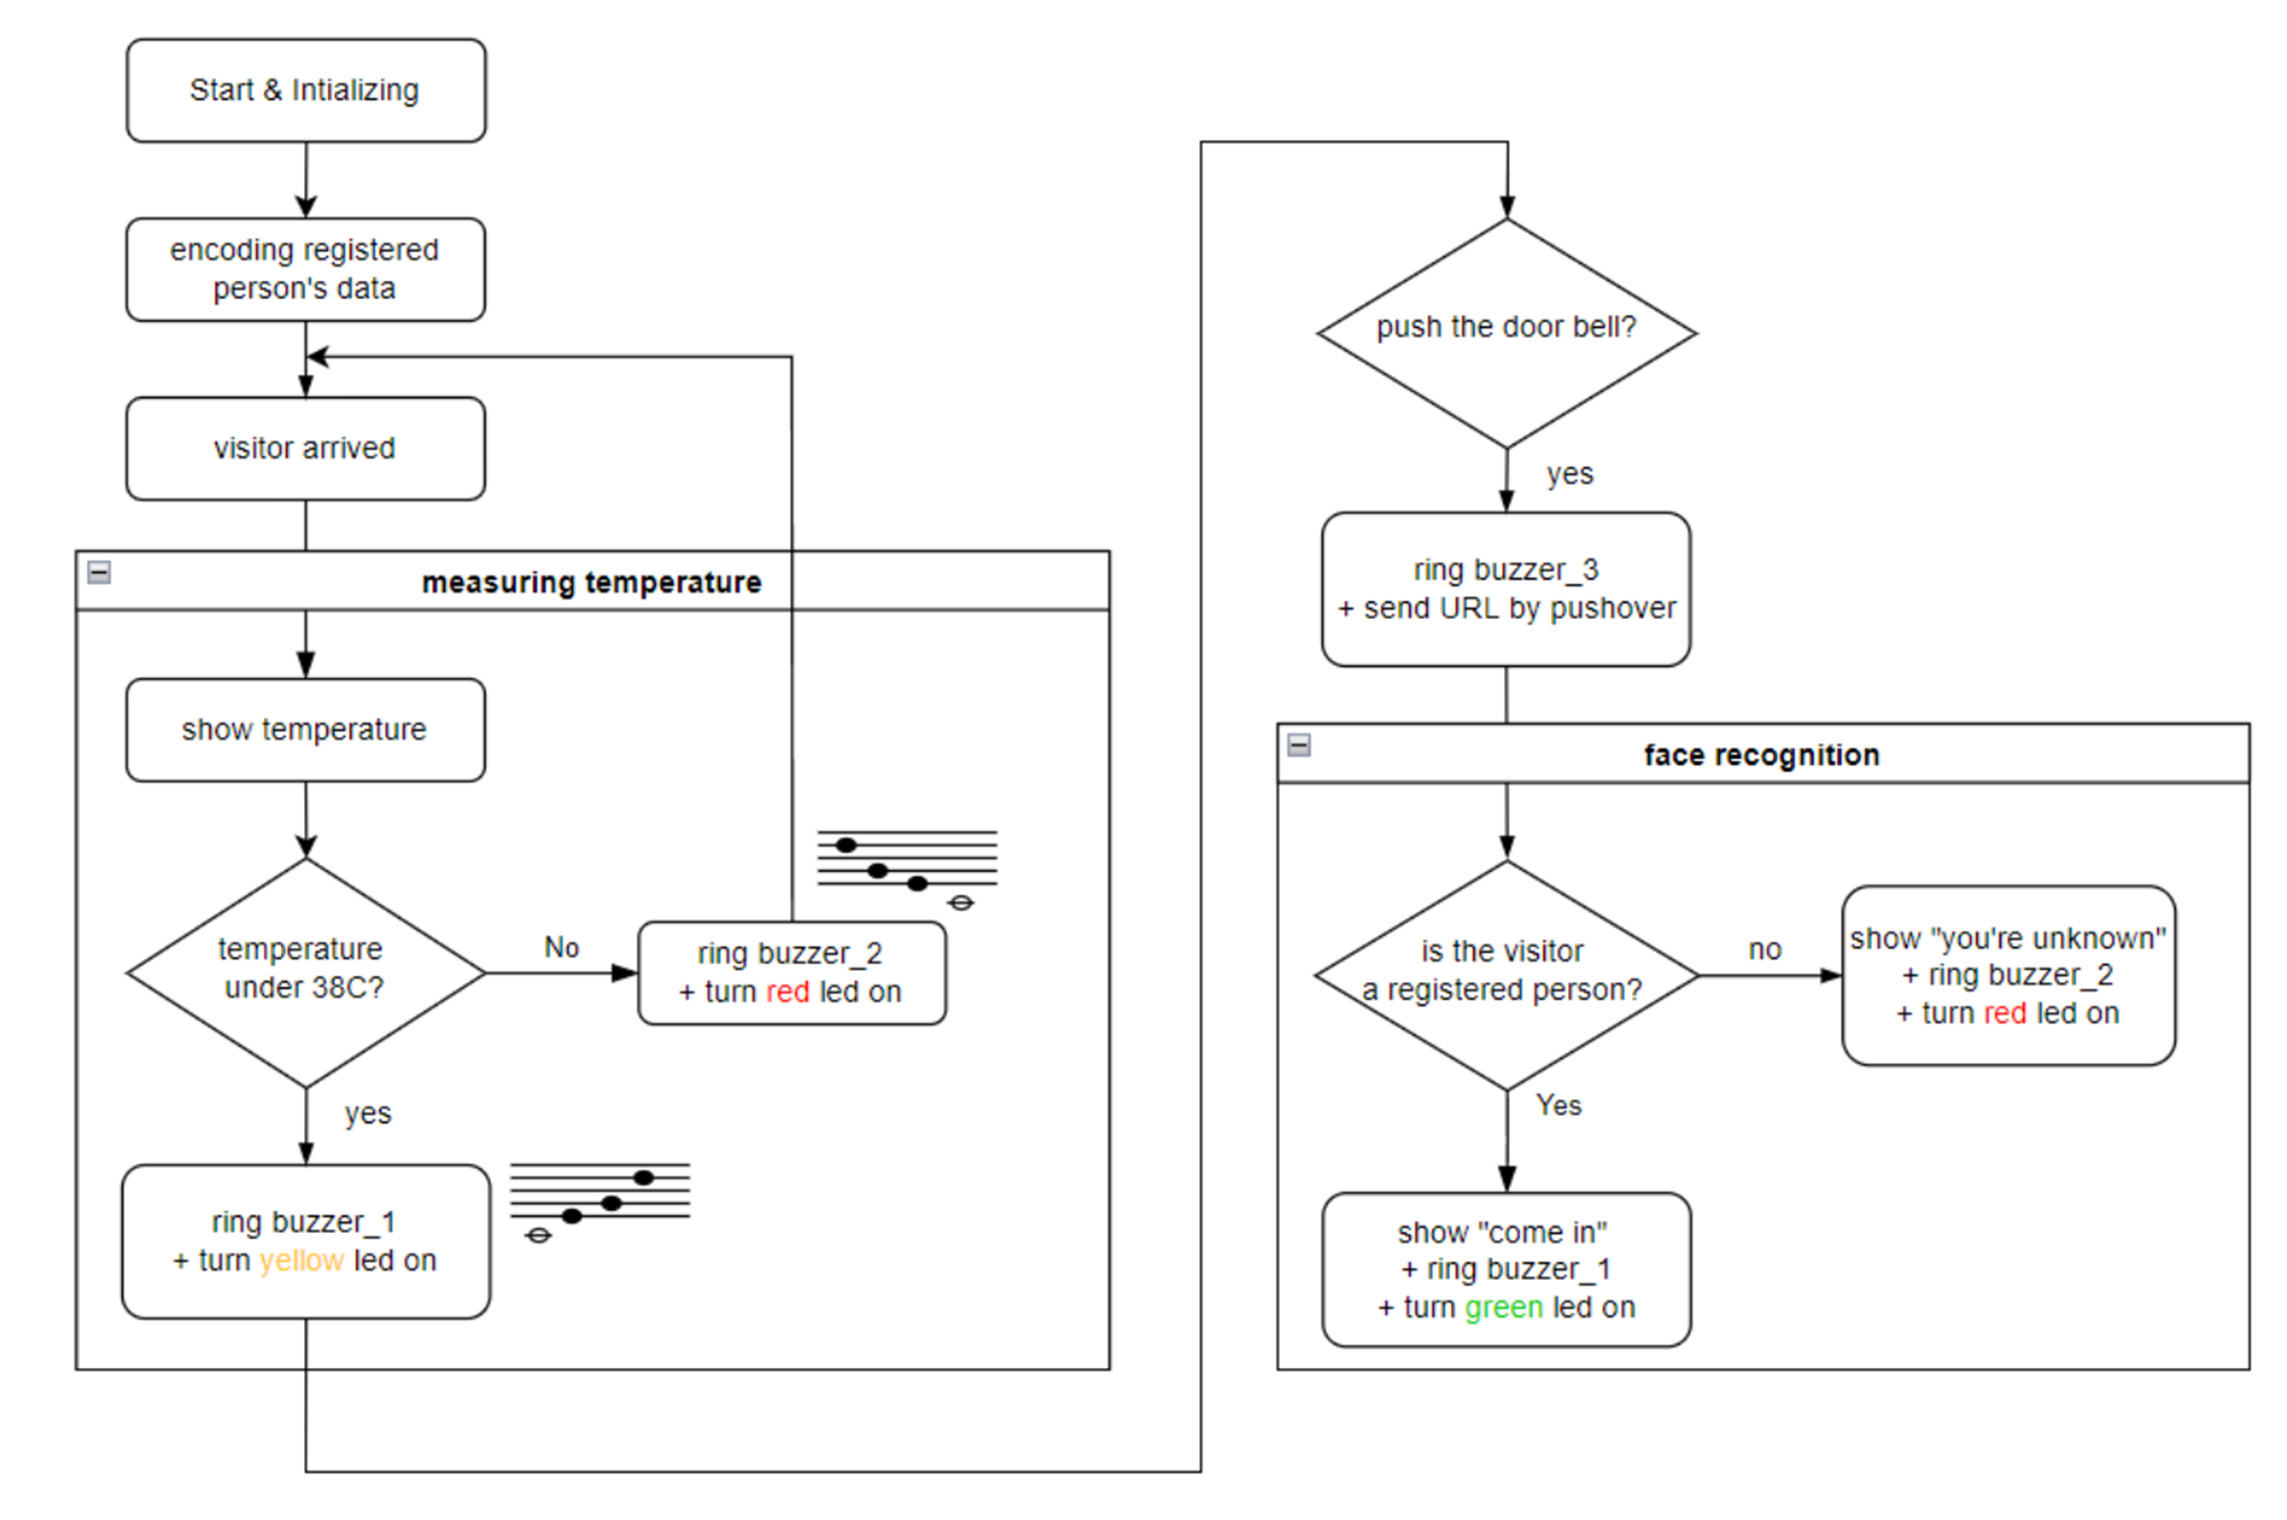 Start & Intializing
encoding registered
person's data
visitor arrived
measuring temperature
show temperature
temperature
under 38C?
No
ring buzzer_2
+ turn red led on
yes
ring buzzer_1
+ turn yellow led on
push the door bell?
yes
ring buzzer_3
+ send URL by pushover
face recognition
is the visitor
a registered person?
no
show "you're unknown"
+ ring buzzer_2
+ turn red led on
Yes
show "come in"
+ ring buzzer_1
+ turn green led on